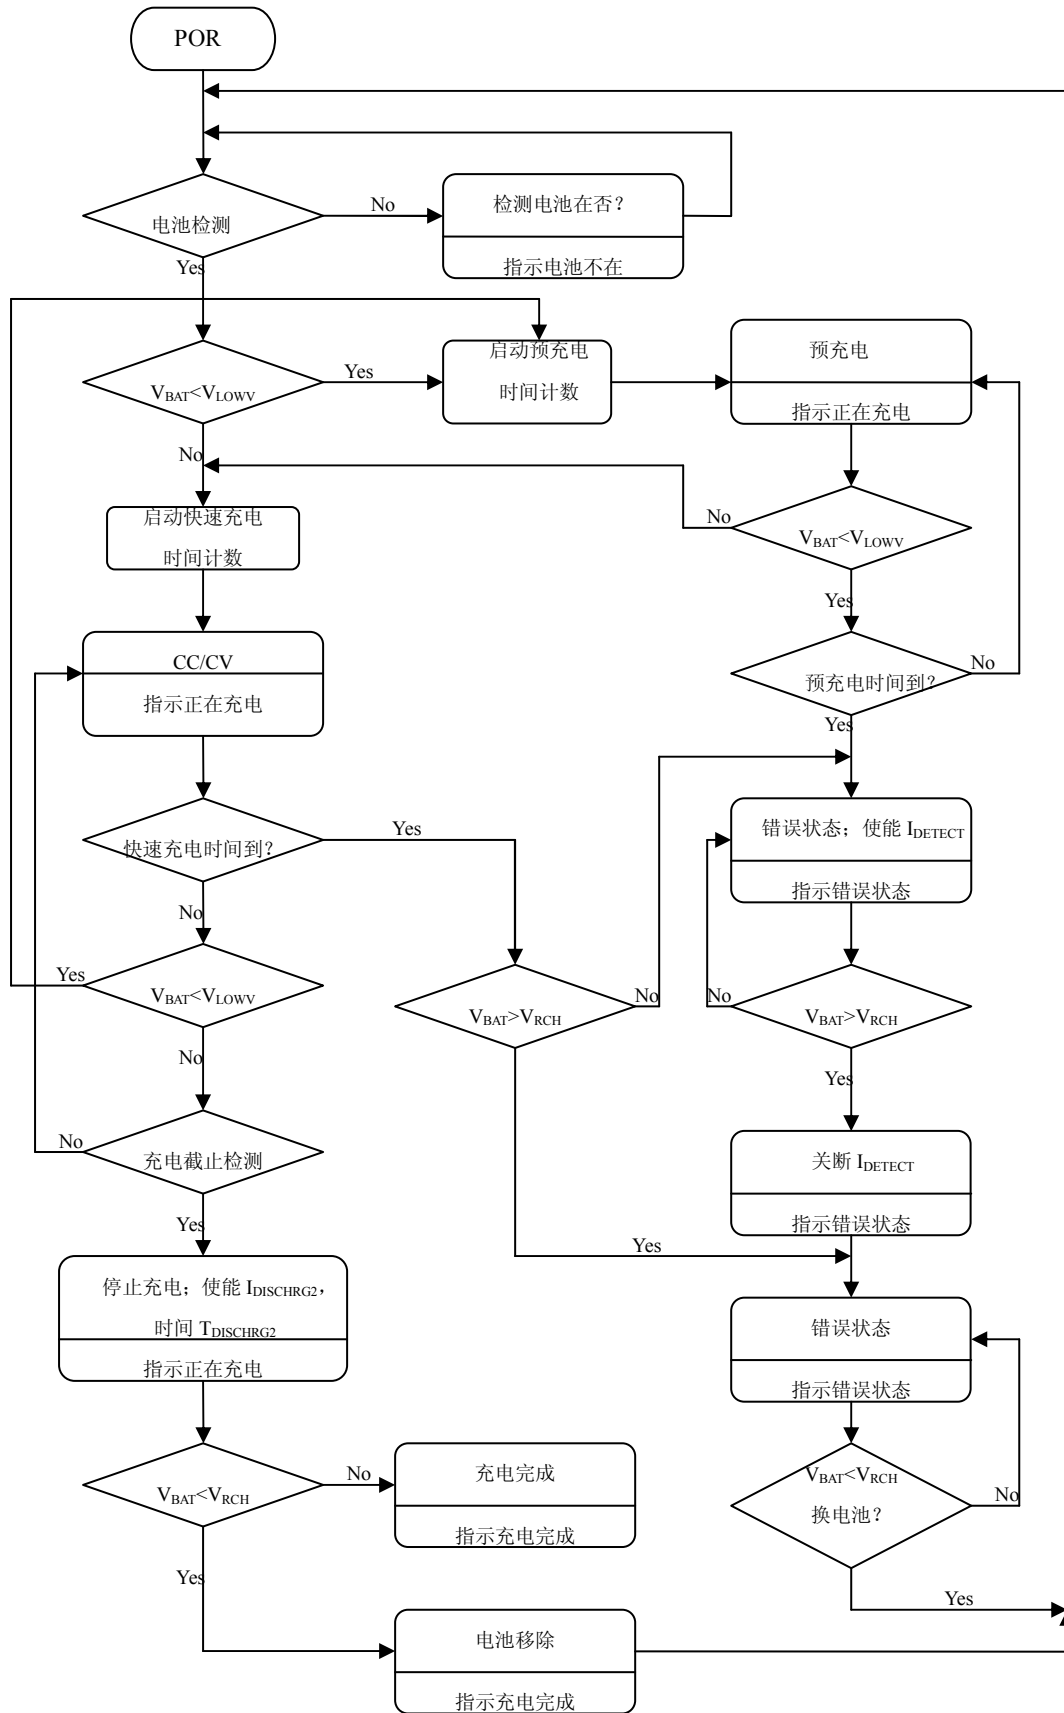 POR
电池检测
No
检测电池在否？
指示电池不在
Yes
VBAT<VLOWV
Yes
启动预充电
时间计数
预充电
指示正在充电
No
启动快速充电
时间计数
No
VBAT<VLOWV
Yes
CC/CV
指示正在充电
预充电时间到？
No
Yes
快速充电时间到？
Yes
错误状态；使能 IDETECT
指示错误状态
No
Yes
VBAT<VLOWV
VBAT>VRCH
No
No
VBAT>VRCH
No
Yes
No
充电截止检测
关断 IDETECT
指示错误状态
Yes
Yes
停止充电；使能 IDISCHRG2，
时间 TDISCHRG2
指示正在充电
错误状态
指示错误状态
VBAT<VRCH
No
充电完成
指示充电完成
VBAT<VRCH
换电池？
No
Yes
Yes
电池移除
指示充电完成